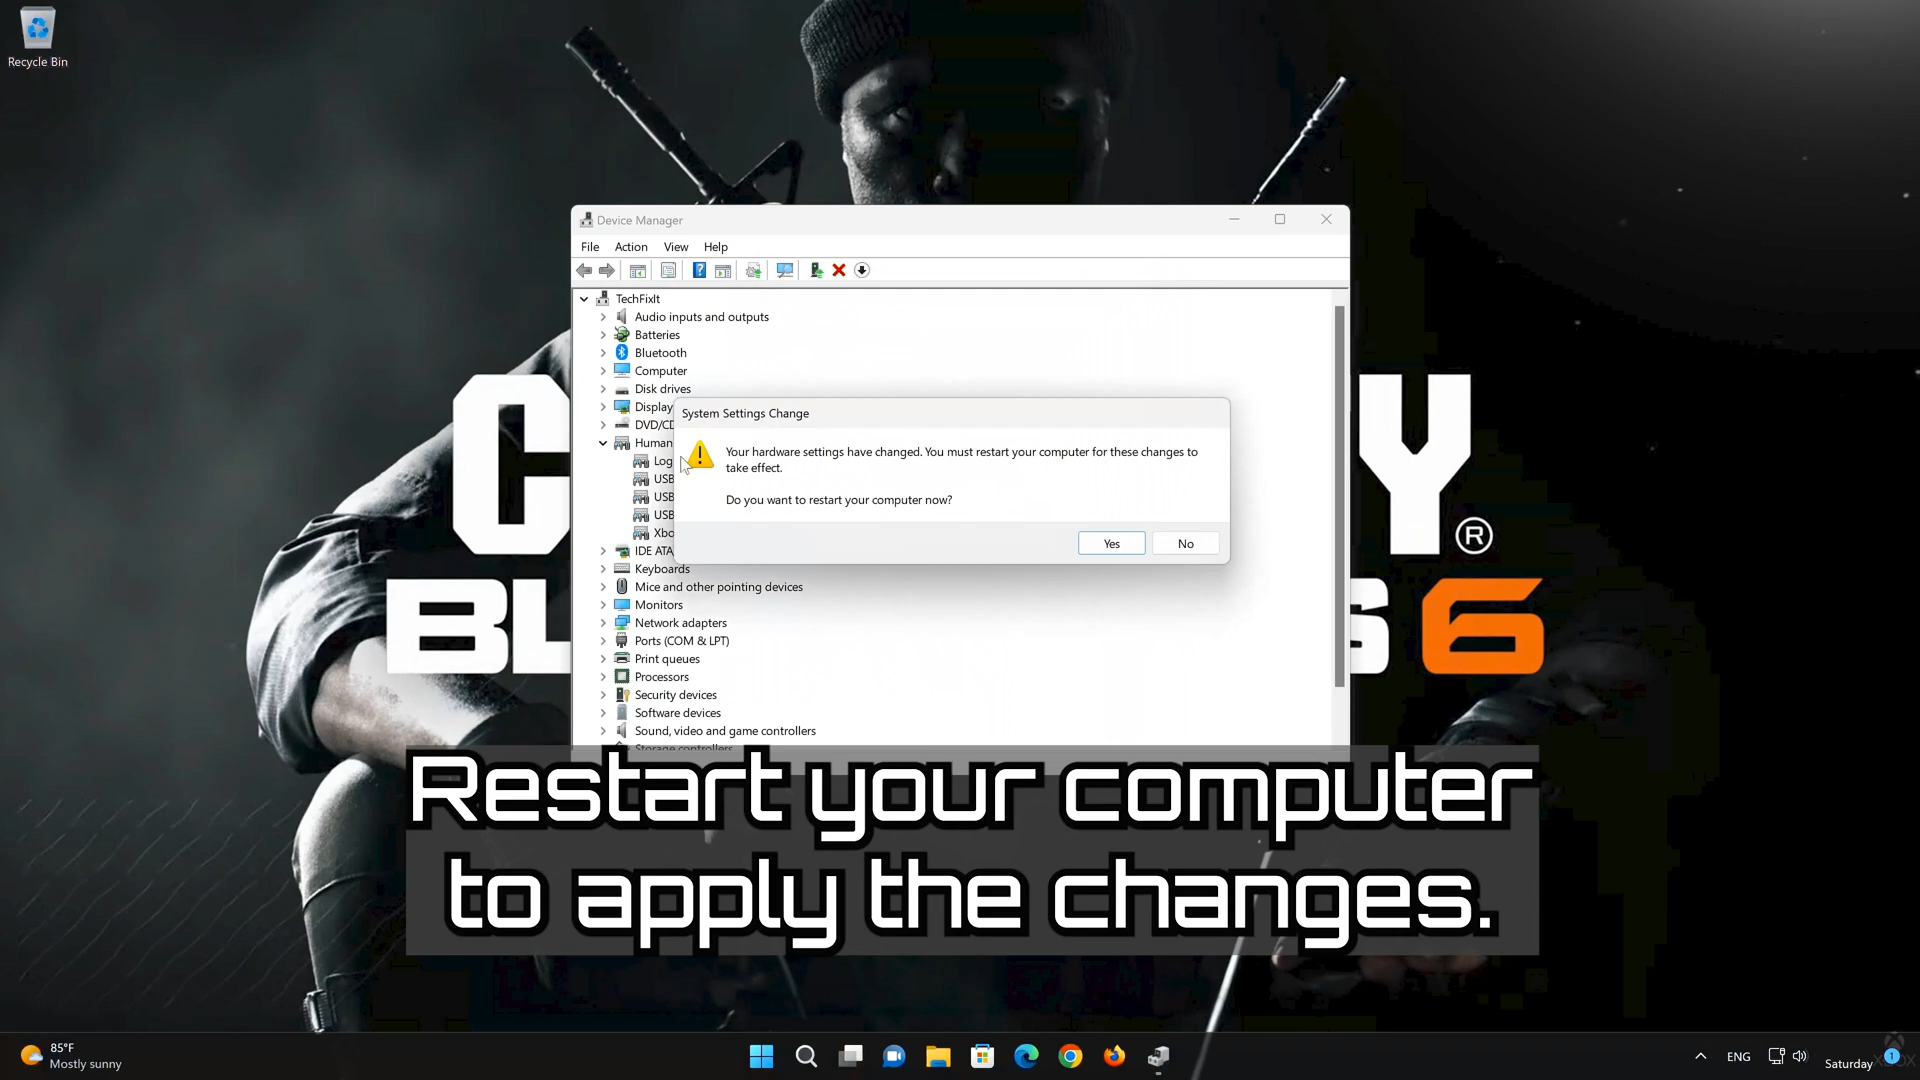 Recycle Bin
Device Manager
File Action View Help
TechFixIt
Audio inputs and outputs
Batteries
Bluetooth
Computer
Disk drives
Display
DVD/CD
Human
Log
USB
USB
USB
Xbo
IDE ATA
Keyboards
Mice and other pointing devices
Monitors
Network adapters
Ports (COM & LPT)
Print queues
Processors
Security devices
Software devices
Sound, video and game controllers
Storage controllers
System Settings Change
Your hardware settings have changed. You must restart your computer for these changes to
take effect.
Do you want to restart your computer now?
Yes No
C Y ®
BL S 6
Restart your computer
to apply the changes.
85°F
Mostly sunny
ENG
Saturday
1
XBOX